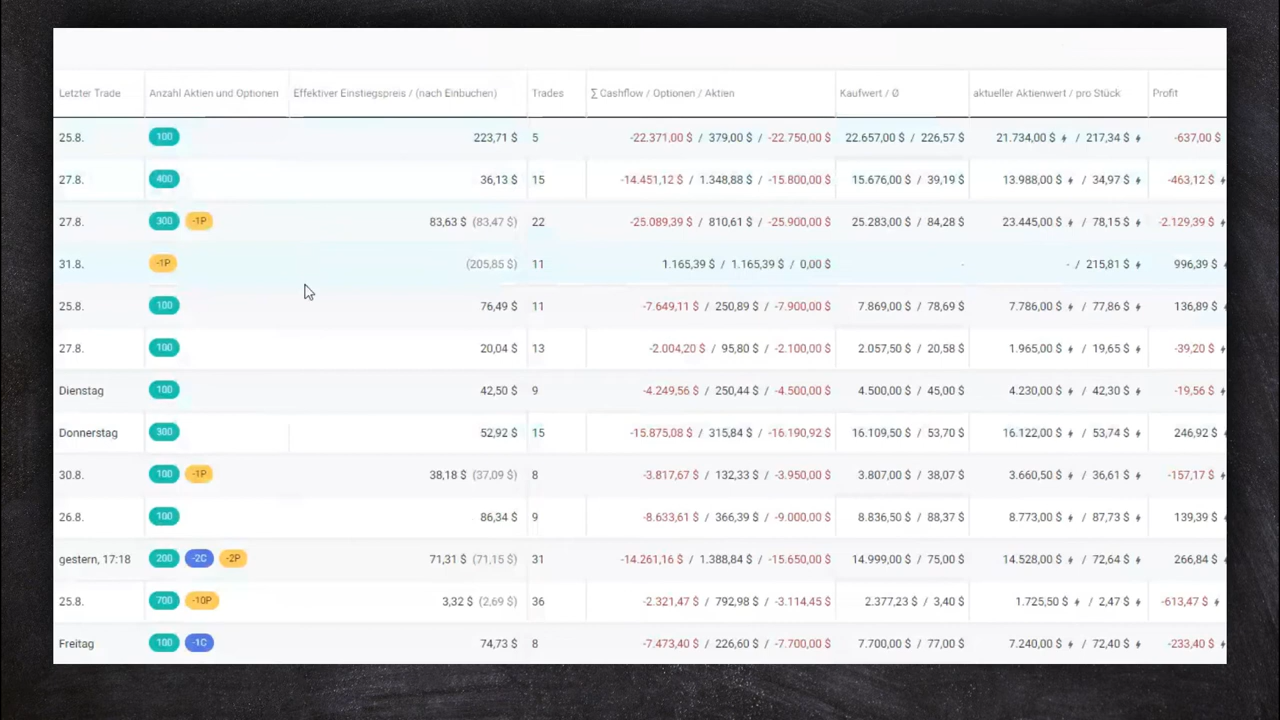 Letzter Trade Anzahl Aktien und Optionen Effektiver Einstiegspreis / (nach Einbuchen) Trades ∑ Cashflow / Optionen / Aktien Kaufwert / Ø aktueller Aktienwert / pro Stück Profit
25.8. 100 223,71 $ 5 -22.371,00 $ / 379,00 $ / -22.750,00 $ 22.657,00 $ / 226,57 $ 21.734,00 $ / 217,34 $ -637,00 $
27.8. 400 36,13 $ 15 -14.451,12 $ / 1.348,88 $ / -15.800,00 $ 15.676,00 $ / 39,19 $ 13.988,00 $ / 34,97 $ -463,12 $
27.8. 300 -1P 83,63 $ (83,47 $) 22 -25.089,39 $ / 810,61 $ / -25.900,00 $ 25.283,00 $ / 84,28 $ 23.445,00 $ / 78,15 $ -2.129,39 $
31.8. -1P (205,85 $) 11 1.165,39 $ / 1.165,39 $ / 0,00 $ - - / 215,81 $ 996,39 $
25.8. 100 76,49 $ 11 -7.649,11 $ / 250,89 $ / -7.900,00 $ 7.869,00 $ / 78,69 $ 7.786,00 $ / 77,86 $ 136,89 $
27.8. 100 20,04 $ 13 -2.004,20 $ / 95,80 $ / -2.100,00 $ 2.057,50 $ / 20,58 $ 1.965,00 $ / 19,65 $ -39,20 $
Dienstag 100 42,50 $ 9 -4.249,56 $ / 250,44 $ / -4.500,00 $ 4.500,00 $ / 45,00 $ 4.230,00 $ / 42,30 $ -19,56 $
Donnerstag 300 52,92 $ 15 -15.875,08 $ / 315,84 $ / -16.190,92 $ 16.109,50 $ / 53,70 $ 16.122,00 $ / 53,74 $ 246,92 $
30.8. 100 -1P 38,18 $ (37,09 $) 8 -3.817,67 $ / 132,33 $ / -3.950,00 $ 3.807,00 $ / 38,07 $ 3.660,50 $ / 36,61 $ -157,17 $
26.8. 100 86,34 $ 9 -8.633,61 $ / 366,39 $ / -9.000,00 $ 8.836,50 $ / 88,37 $ 8.773,00 $ / 87,73 $ 139,39 $
gestern, 17:18 200 -2C -2P 71,31 $ (71,15 $) 31 -14.261,16 $ / 1.388,84 $ / -15.650,00 $ 14.999,00 $ / 75,00 $ 14.528,00 $ / 72,64 $ 266,84 $
25.8. 700 -10P 3,32 $ (2,69 $) 36 -2.321,47 $ / 792,98 $ / -3.114,45 $ 2.377,23 $ / 3,40 $ 1.725,50 $ / 2,47 $ -613,47 $
Freitag 100 -1C 74,73 $ 8 -7.473,40 $ / 226,60 $ / -7.700,00 $ 7.700,00 $ / 77,00 $ 7.240,00 $ / 72,40 $ -233,40 $